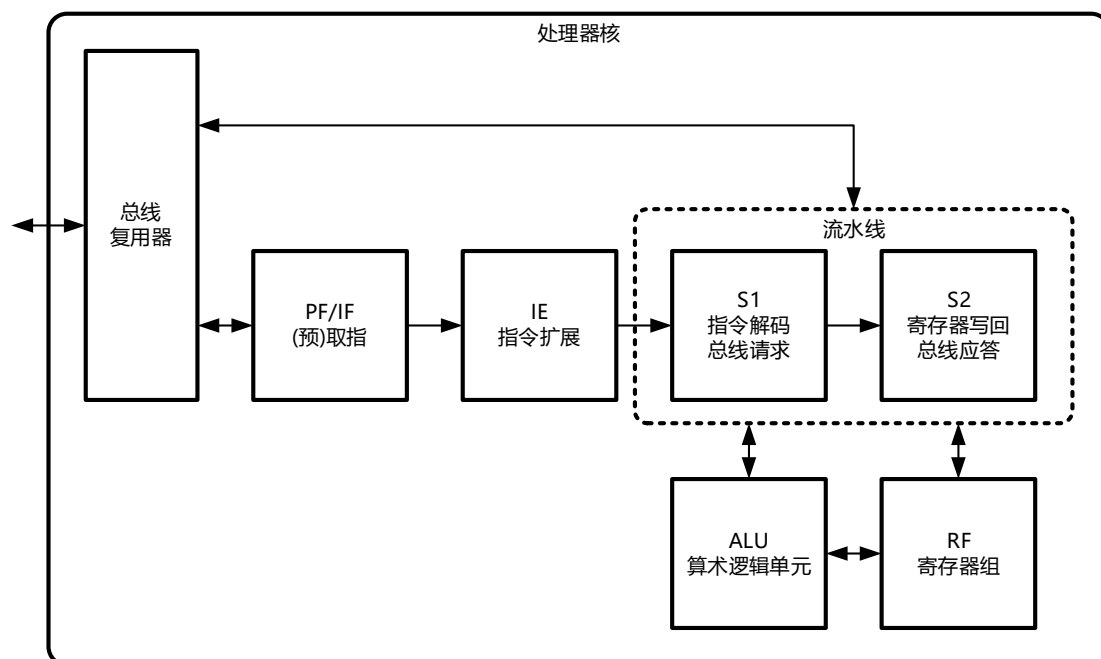 处理器核
总线
复用器
流水线
PF/IF
(预)取指
IE
指令扩展
S1
指令解码
总线请求
S2
寄存器写回
总线应答
ALU
算术逻辑单元
RF
寄存器组